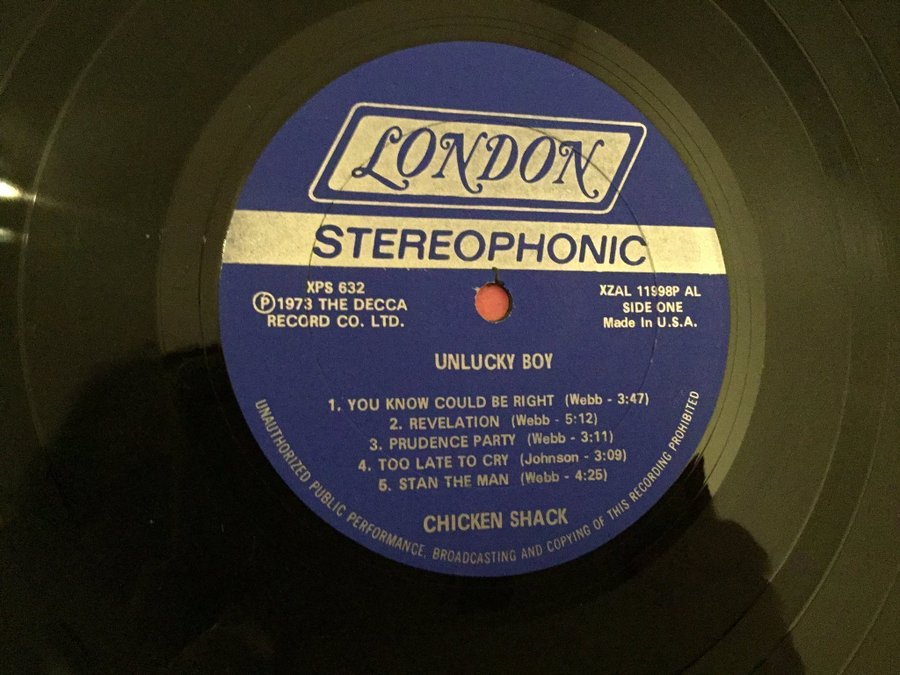 LONDON
STEREOPHONIC
XPS 632
Ⓟ1973 THE DECCA
RECORD CO. LTD.
XZAL 11998P AL
SIDE ONE
Made In U.S.A.
UNLUCKY BOY
1. YOU KNOW COULD BE RIGHT (Webb - 3:47)
2. REVELATION (Webb - 5:12)
3. PRUDENCE PARTY (Webb - 3:11)
4. TOO LATE TO CRY (Johnson - 3:09)
5. STAN THE MAN (Webb - 4:25)
CHICKEN SHACK
UNAUTHORIZED PUBLIC PERFORMANCE, BROADCASTING AND COPYING OF THIS RECORDING PROHIBITED